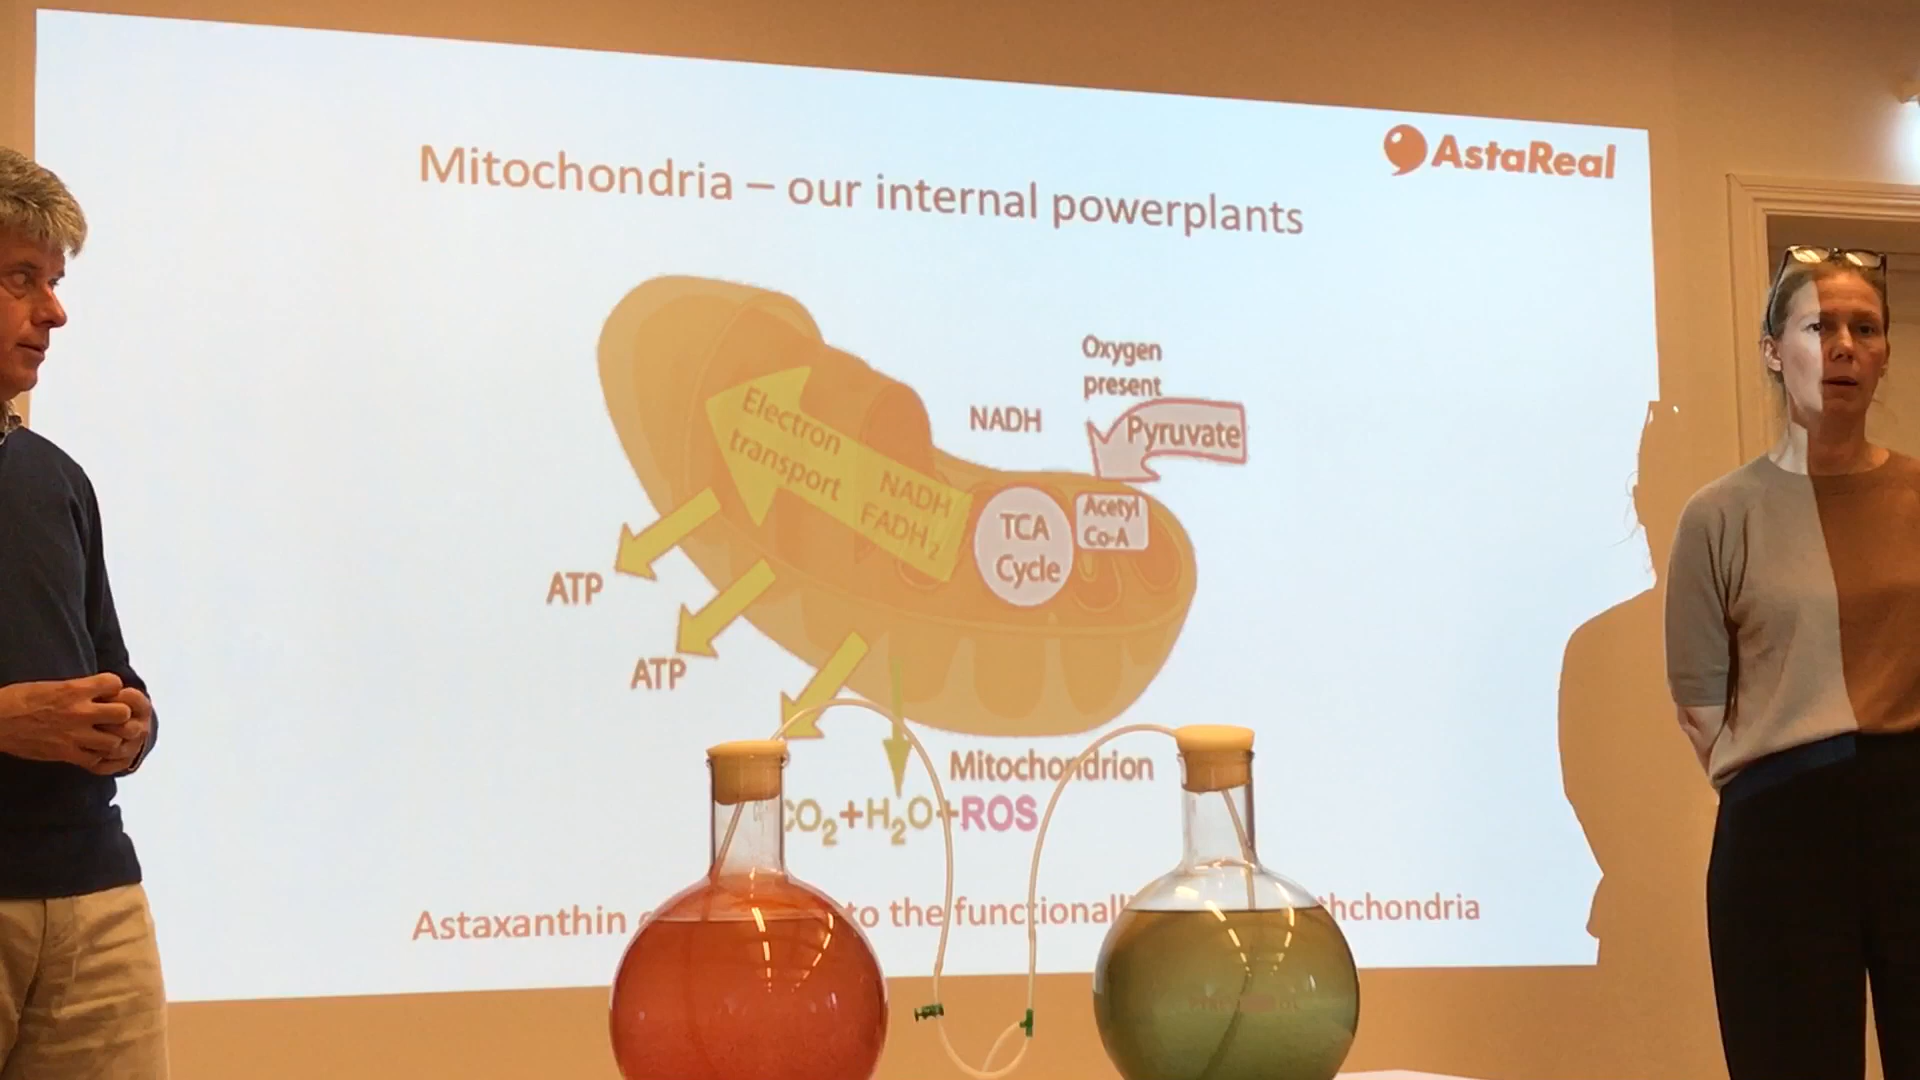 AstaReal
Mitochondria – our internal powerplants
Oxygen
present
NADH
Pyruvate
Electron
transport
NADH
FADH₂
TCA
Cycle
Acetyl
Co-A
ATP
ATP
Mitochondrion
CO₂+H₂O+ROS
Astaxanthin to the functionali thchondria